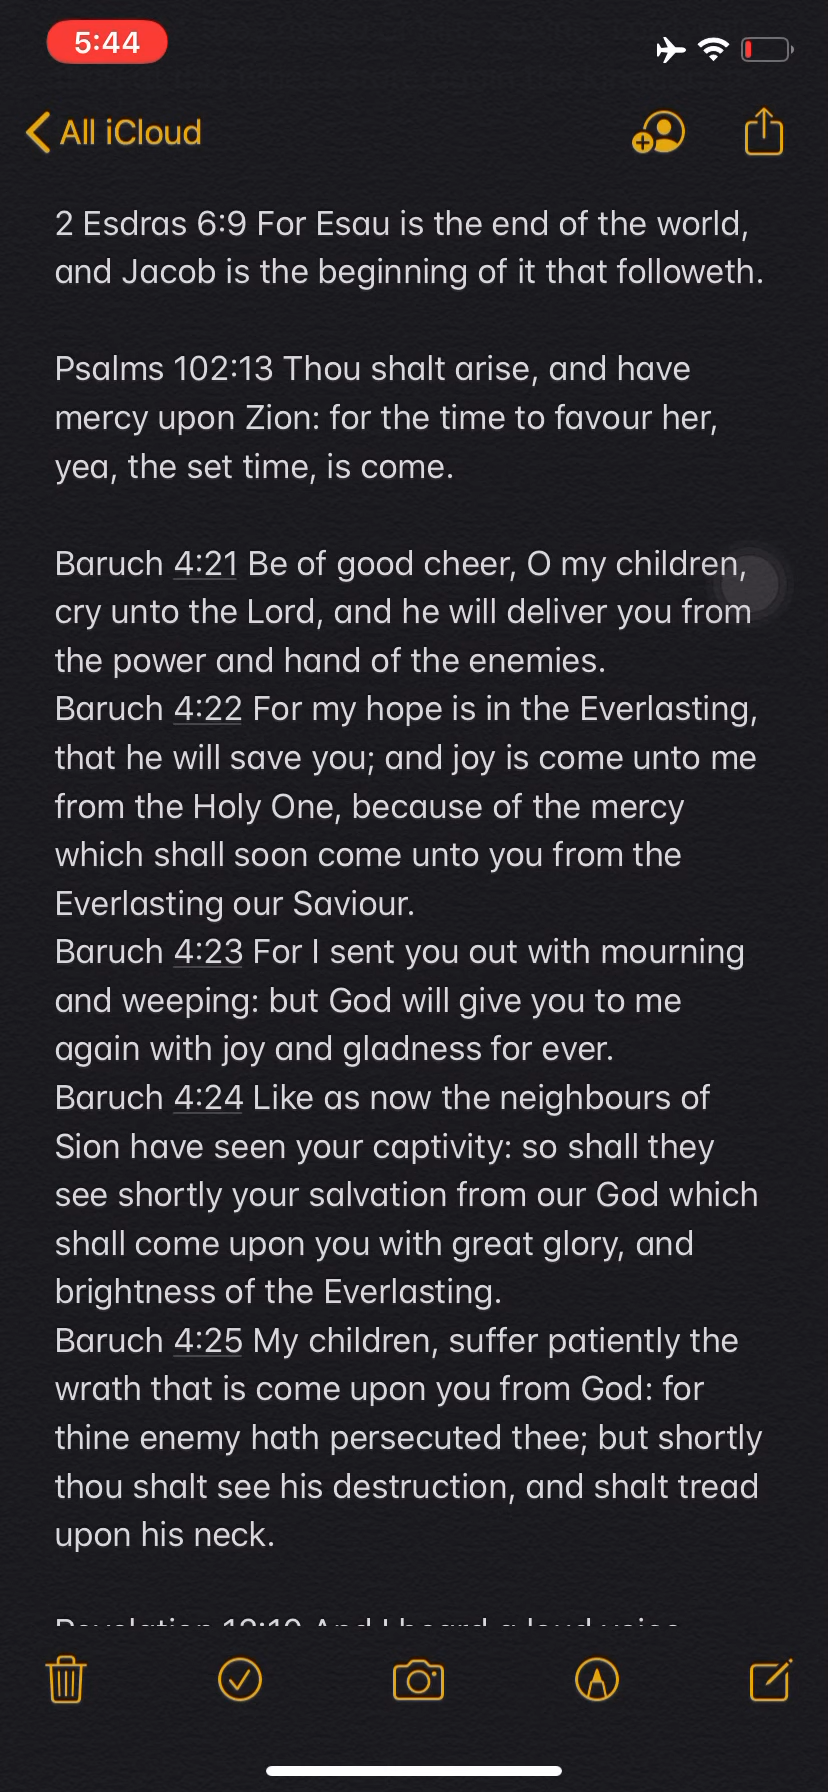 5:44
All iCloud
2 Esdras 6:9 For Esau is the end of the world,
and Jacob is the beginning of it that followeth.
Psalms 102:13 Thou shalt arise, and have
mercy upon Zion: for the time to favour her,
yea, the set time, is come.
Baruch 4:21 Be of good cheer, O my children,
cry unto the Lord, and he will deliver you from
the power and hand of the enemies.
Baruch 4:22 For my hope is in the Everlasting,
that he will save you; and joy is come unto me
from the Holy One, because of the mercy
which shall soon come unto you from the
Everlasting our Saviour.
Baruch 4:23 For I sent you out with mourning
and weeping: but God will give you to me
again with joy and gladness for ever.
Baruch 4:24 Like as now the neighbours of
Sion have seen your captivity: so shall they
see shortly your salvation from our God which
shall come upon you with great glory, and
brightness of the Everlasting.
Baruch 4:25 My children, suffer patiently the
wrath that is come upon you from God: for
thine enemy hath persecuted thee; but shortly
thou shalt see his destruction, and shalt tread
upon his neck.
Revelation 12:10 And I heard a loud voice